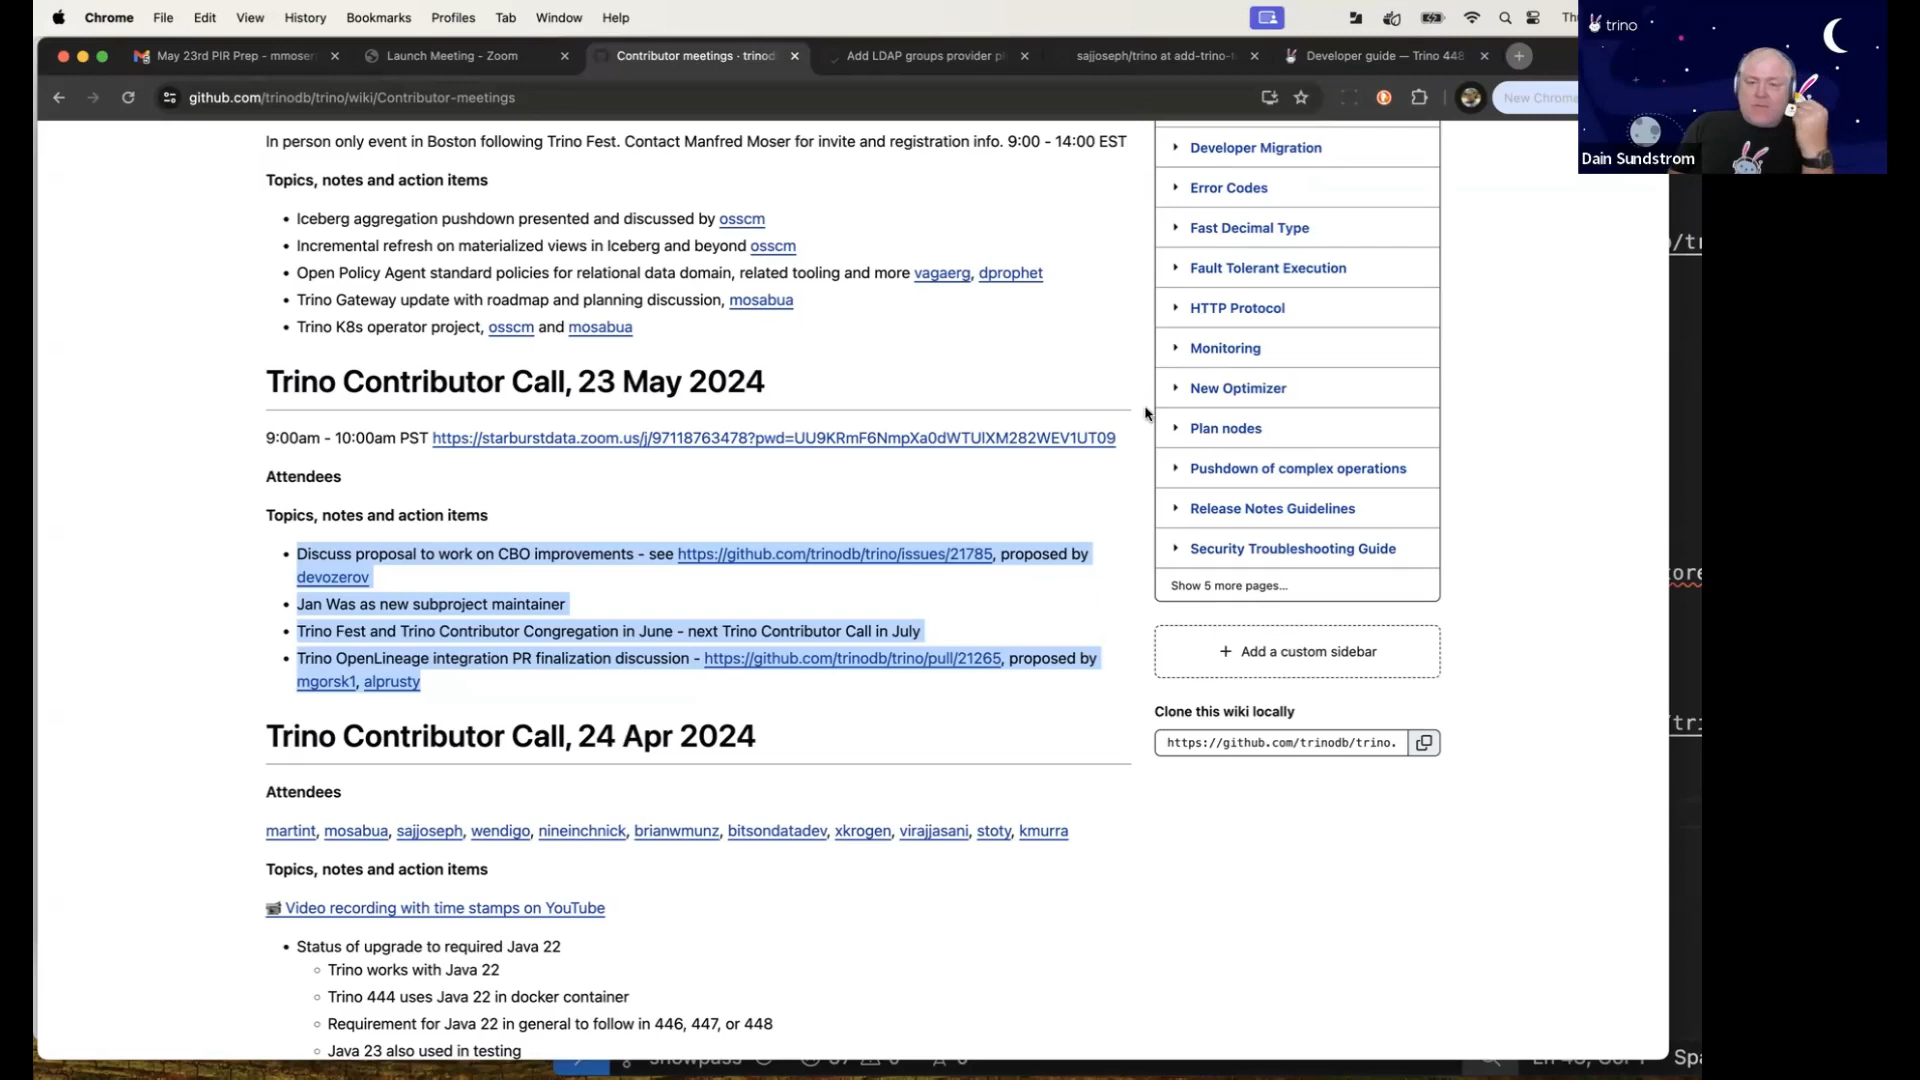 Chrome File Edit View History Bookmarks Profiles Tab Window Help
trino
May 23rd PIR Prep - mmoser
Launch Meeting - Zoom
Contributor meetings · trinod
Add LDAP groups provider pl
sajjoseph/trino at add-trino-
Developer guide — Trino 448
github.com/trinodb/trino/wiki/Contributor-meetings
New Chrom
Dain Sundstrom
In person only event in Boston following Trino Fest. Contact Manfred Moser for invite and registration info. 9:00 - 14:00 EST
Topics, notes and action items
Iceberg aggregation pushdown presented and discussed by osscm
Incremental refresh on materialized views in Iceberg and beyond osscm
Open Policy Agent standard policies for relational data domain, related tooling and more vagaerg, dprophet
Trino Gateway update with roadmap and planning discussion, mosabua
Trino K8s operator project, osscm and mosabua
Trino Contributor Call, 23 May 2024
9:00am - 10:00am PST https://starburstdata.zoom.us/j/97118763478?pwd=UU9KRmF6NmpXa0dWTUlXM282WEV1UT09
Attendees
Topics, notes and action items
Discuss proposal to work on CBO improvements - see https://github.com/trinodb/trino/issues/21785, proposed by
devozerov
Jan Was as new subproject maintainer
Trino Fest and Trino Contributor Congregation in June - next Trino Contributor Call in July
Trino OpenLineage integration PR finalization discussion - https://github.com/trinodb/trino/pull/21265, proposed by
mgorsk1, alprusty
Trino Contributor Call, 24 Apr 2024
Attendees
martint, mosabua, sajjoseph, wendigo, nineinchnick, brianwmunz, bitsondatadev, xkrogen, virajjasani, stoty, kmurra
Topics, notes and action items
Video recording with time stamps on YouTube
Status of upgrade to required Java 22
Trino works with Java 22
Trino 444 uses Java 22 in docker container
Requirement for Java 22 in general to follow in 446, 447, or 448
Java 23 also used in testing
Developer Migration
Error Codes
Fast Decimal Type
Fault Tolerant Execution
HTTP Protocol
Monitoring
New Optimizer
Plan nodes
Pushdown of complex operations
Release Notes Guidelines
Security Troubleshooting Guide
Show 5 more pages...
+ Add a custom sidebar
Clone this wiki locally
https://github.com/trinodb/trino.